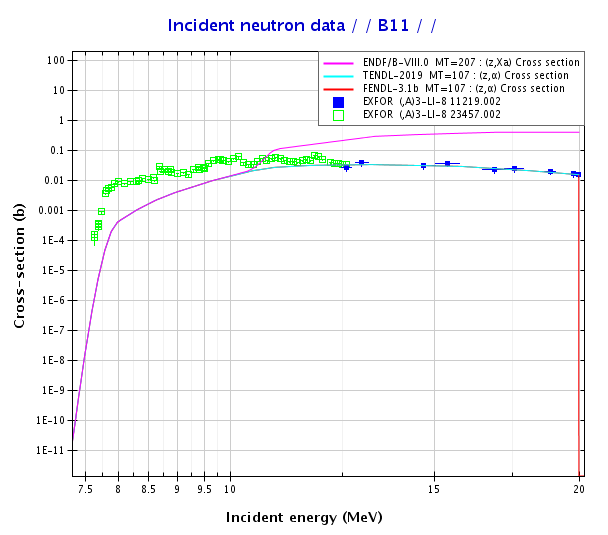 Incident neutron data / / B11 / /
ENDF/B-VIII.0 MT=207 : (z,Xa) Cross section
TENDL-2019 MT=107 : (z,α) Cross section
FENDL-3.1b MT=107 : (z,α) Cross section
EXFOR (,A)3-LI-8 11219.002
EXFOR (,A)3-LI-8 23457.002
100
10
1
0.1
0.01
0.001
1E-4
1E-5
1E-6
1E-7
1E-8
1E-9
1E-10
1E-11
Cross-section (b)
7.5 8 8.5 9 9.5 10 15 20
Incident energy (MeV)